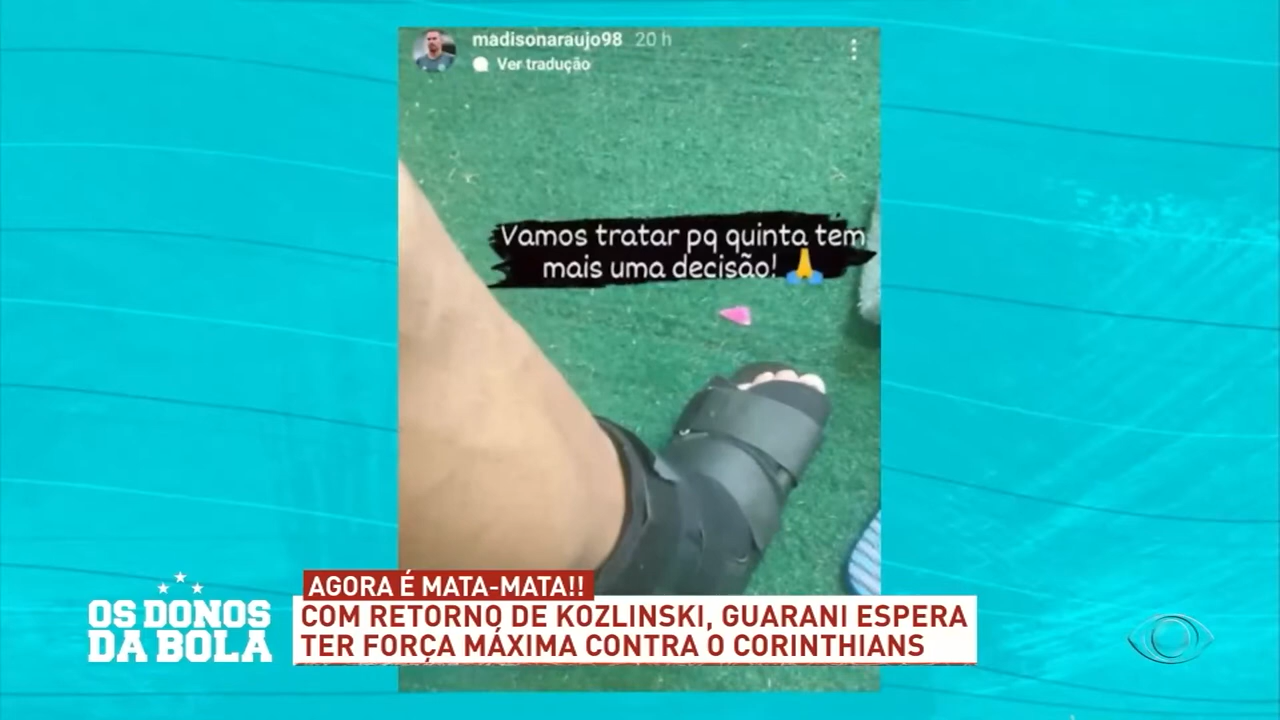 madisonaraujo98 20 h
Ver tradução
Vamos tratar pq quinta tem
mais uma decisão! 🙏
AGORA É MATA-MATA!!
COM RETORNO DE KOZLINSKI, GUARANI ESPERA
TER FORÇA MÁXIMA CONTRA O CORINTHIANS
OS DONOS
DA BOLA